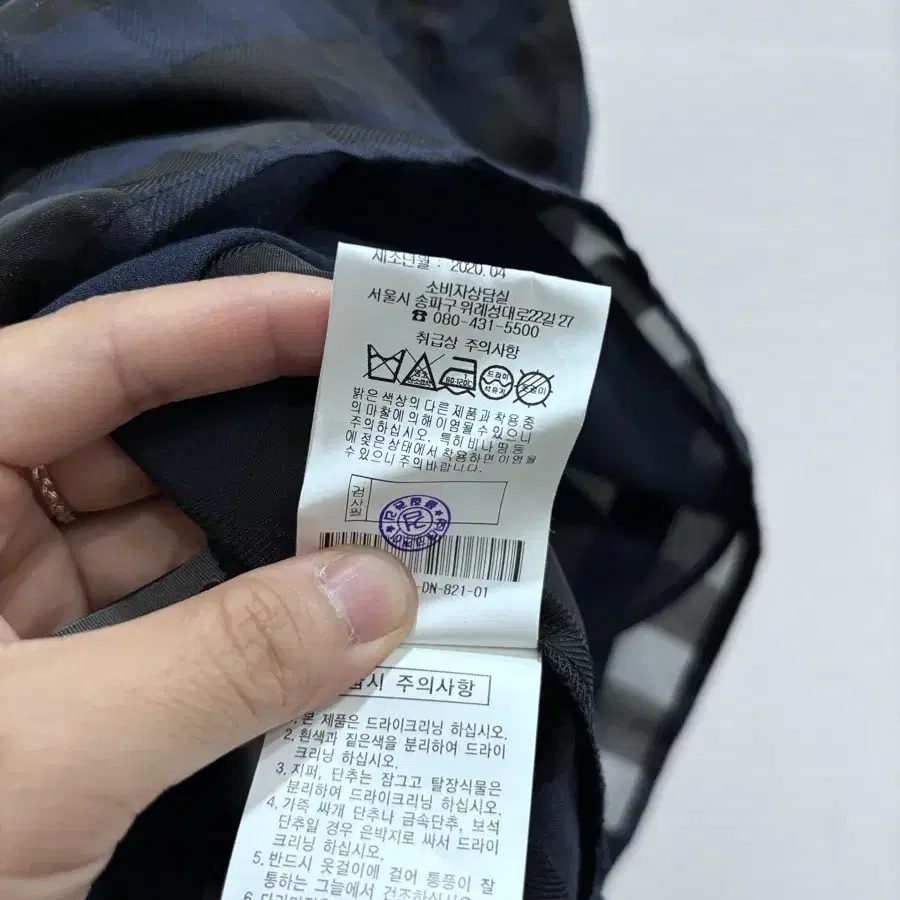 제조년월 : 2020.04
소비자상담실
서울시 송파구 위례성대로22길 27
☎ 080-431-5500
취급상 주의사항
80~120℃
드라이
석유계
밝은 색상의 다른 제품과 착용중
의 마찰에 의해 이염될 수 있으니
주의하십시오. 특히 비나 땀 등
에 젖은 상태에서 착용하면 이염될
수 있으니 주의바랍니다.
검사필
-DN-821-01
시 주의사항
1. 본 제품은 드라이크리닝 하십시오.
2. 흰색과 짙은색을 분리하여 드라이
크리닝 하십시오.
3. 지퍼, 단추는 잠그고 탈장식물은
분리하여 드라이크리닝 하십시오.
4. 가죽 싸개 단추나 금속단추, 보석
단추일 경우 은박지로 싸서 드라이
크리닝 하십시오.
5. 반드시 옷걸이에 걸어 통풍이 잘
통하는 그늘에서 건조하십시오.
6.